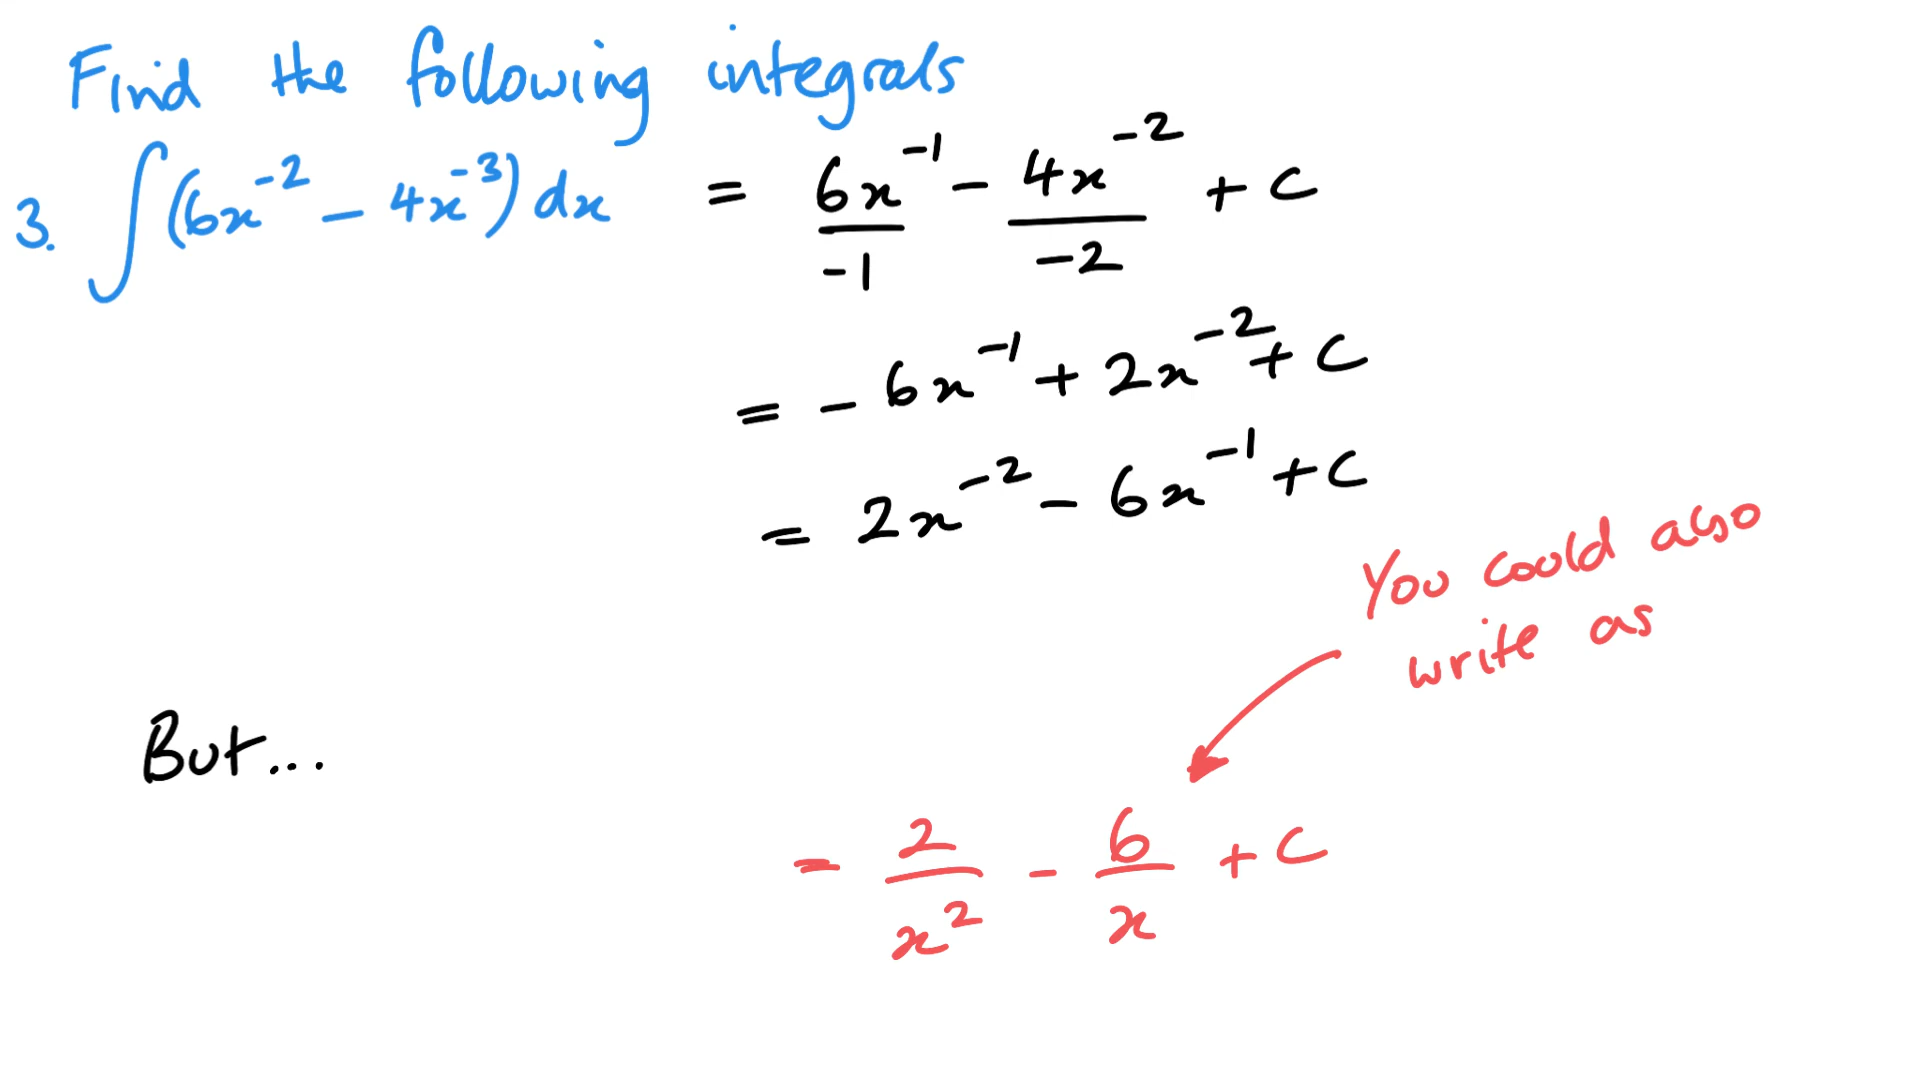 Find the following integrals
3. ∫(6x⁻² − 4x⁻³) dx = 6x⁻¹/−1 − 4x⁻²/−2 + c
= − 6x⁻¹ + 2x⁻² + c
= 2x⁻² − 6x⁻¹ + c
You could also
write as
But...
= 2/x² − 6/x + c